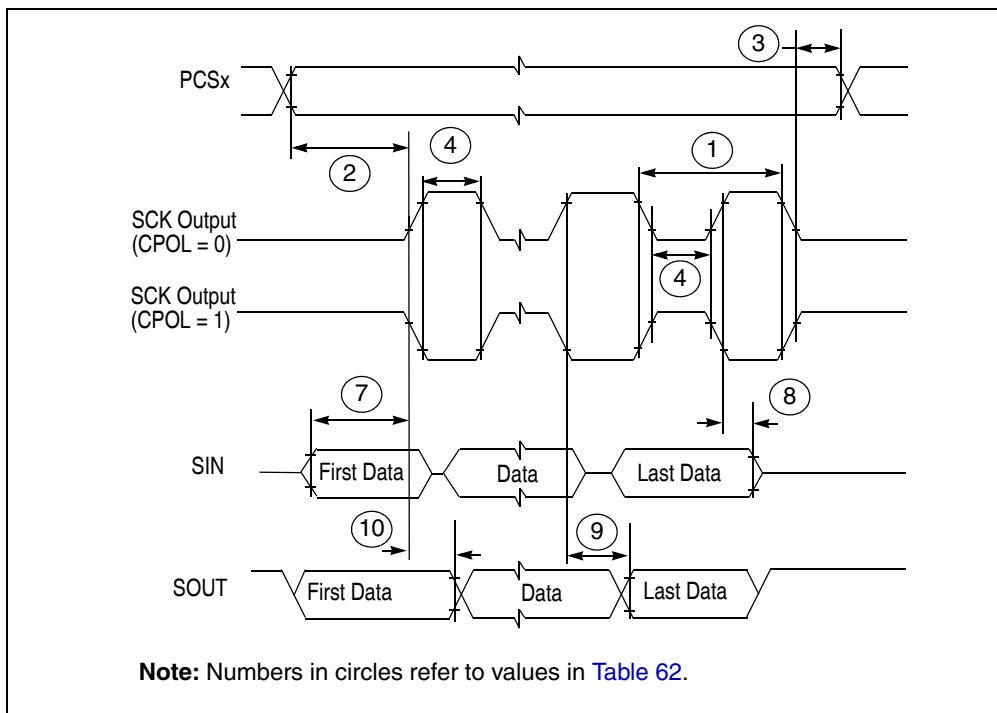 3
PCSx
2
4
1
SCK Output
(CPOL = 0)
4
SCK Output
(CPOL = 1)
7
8
SIN
First Data
Data
Last Data
10
9
SOUT
First Data
Data
Last Data
Note: Numbers in circles refer to values in Table 62.